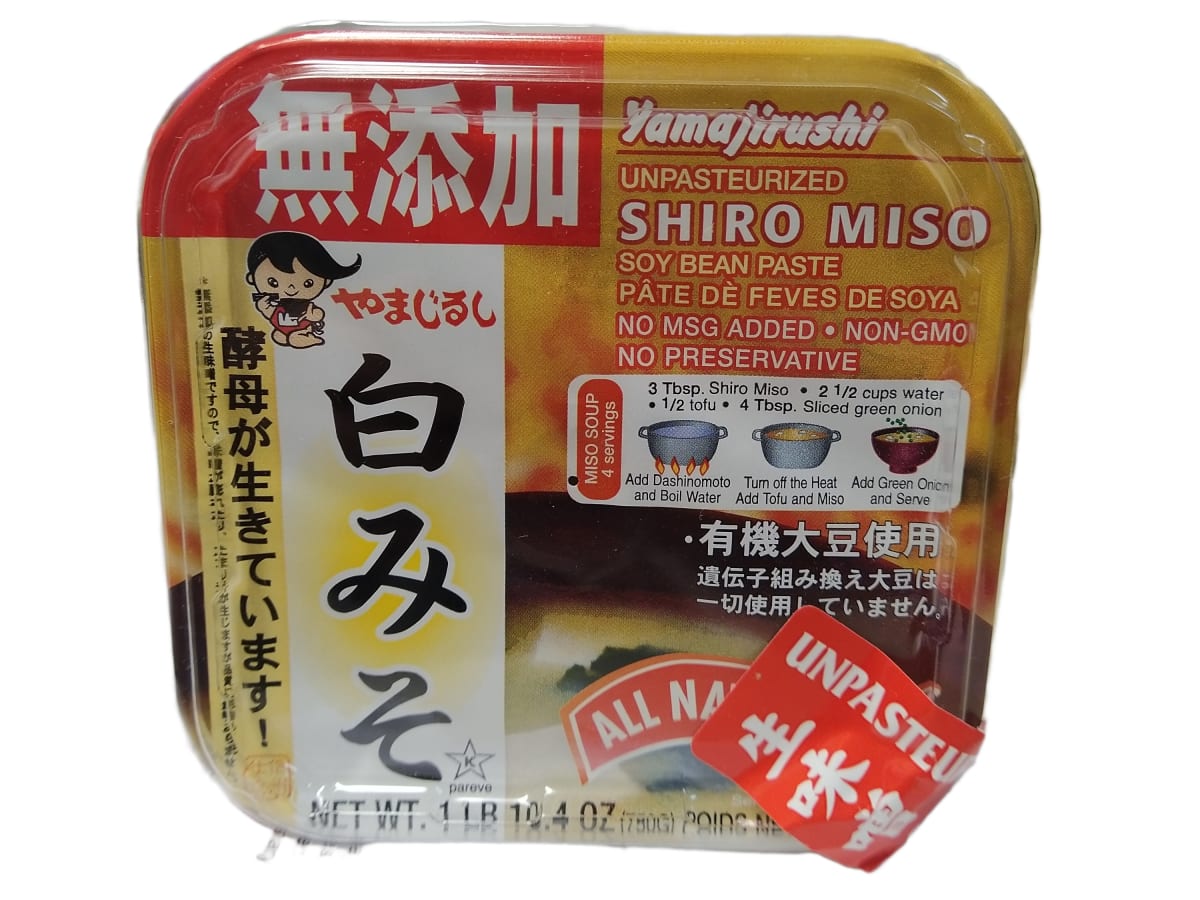 無添加
Yamajirushi
UNPASTEURIZED
SHIRO MISO
SOY BEAN PASTE
PÂTE DÈ FEVES DE SOYA
NO MSG ADDED • NON-GMO
NO PRESERVATIVE
MISO SOUP
4 servings
3 Tbsp. Shiro Miso • 2 1/2 cups water
• 1/2 tofu • 4 Tbsp. Sliced green onion
Add Dashinomoto
and Boil Water
Turn off the Heat
Add Tofu and Miso
Add Green Onion
and Serve
・有機大豆使用
遺伝子組み換え大豆は
一切使用していません。
やまじるし
白みそ
酵母が生きています！
ALL NA
UNPASTEU
生味噌
K
pareve
NET WT. 1 LB 10.4 OZ (750G) POIDS NE